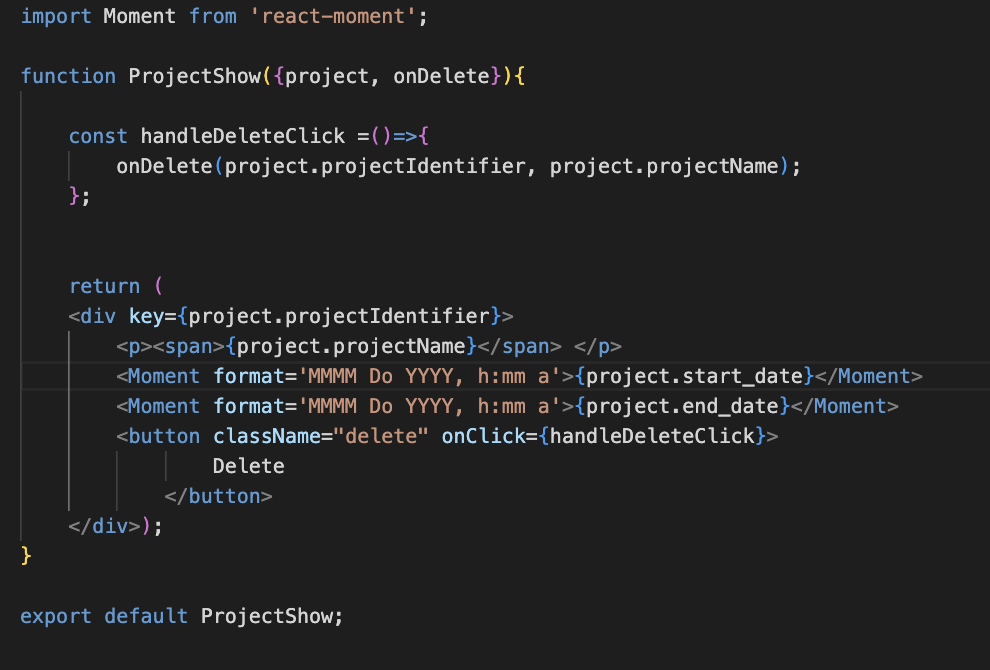 import Moment from 'react-moment';
function ProjectShow({project, onDelete}){
const handleDeleteClick =()=>{
onDelete(project.projectIdentifier, project.projectName);
};
return (
<div key={project.projectIdentifier}>
<p><span>{project.projectName}</span> </p>
<Moment format='MMMM Do YYYY, h:mm a'>{project.start_date}</Moment>
<Moment format='MMMM Do YYYY, h:mm a'>{project.end_date}</Moment>
<button className="delete" onClick={handleDeleteClick}>
Delete
</button>
</div>);
}
export default ProjectShow;